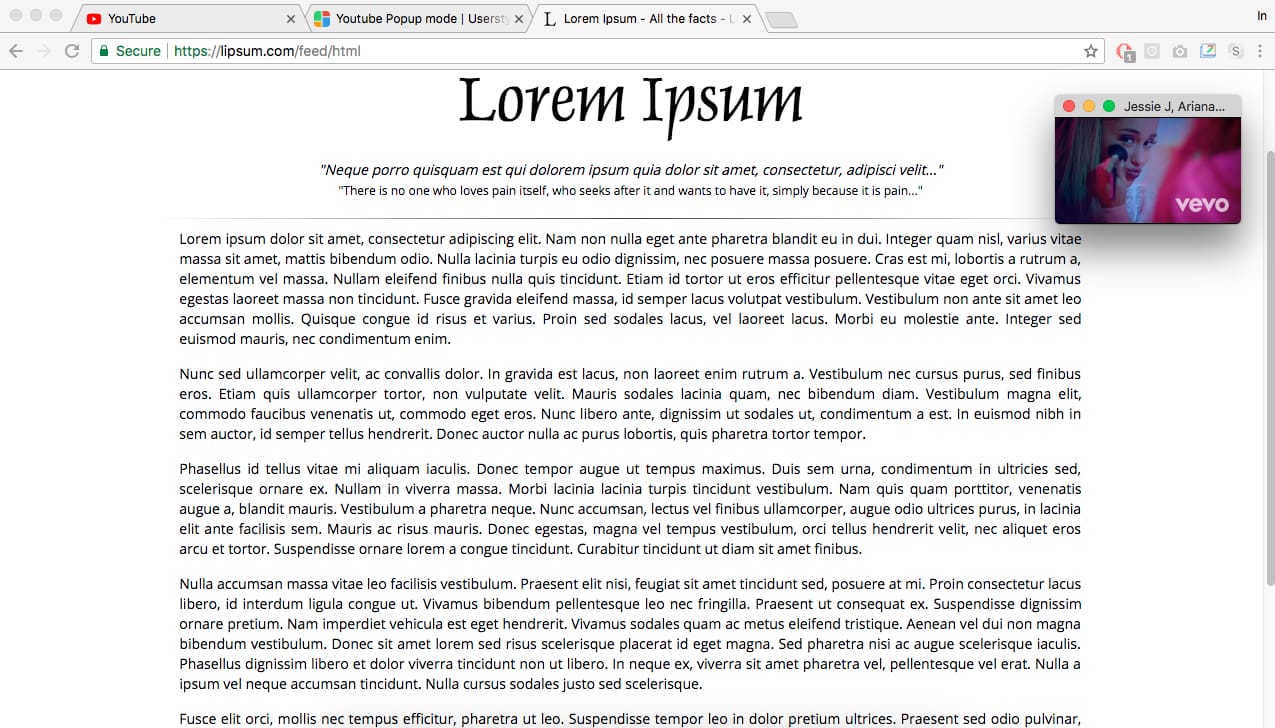 YouTube
Youtube Popup mode | Userst
Lorem Ipsum - All the facts - L
In
Secure
https://lipsum.com/feed/html
1
S
Lorem Ipsum
Jessie J, Ariana...
vevo
"Neque porro quisquam est qui dolorem ipsum quia dolor sit amet, consectetur, adipisci velit..."
"There is no one who loves pain itself, who seeks after it and wants to have it, simply because it is pain..."
Lorem ipsum dolor sit amet, consectetur adipiscing elit. Nam non nulla eget ante pharetra blandit eu in dui. Integer quam nisl, varius vitae
massa sit amet, mattis bibendum odio. Nulla lacinia turpis eu odio dignissim, nec posuere massa posuere. Cras est mi, lobortis a rutrum a,
elementum vel massa. Nullam eleifend finibus nulla quis tincidunt. Etiam id tortor ut eros efficitur pellentesque vitae eget orci. Vivamus
egestas laoreet massa non tincidunt. Fusce gravida eleifend massa, id semper lacus volutpat vestibulum. Vestibulum non ante sit amet leo
accumsan mollis. Quisque congue id risus et varius. Proin sed sodales lacus, vel laoreet lacus. Morbi eu molestie ante. Integer sed
euismod mauris, nec condimentum enim.
Nunc sed ullamcorper velit, ac convallis dolor. In gravida est lacus, non laoreet enim rutrum a. Vestibulum nec cursus purus, sed finibus
eros. Etiam quis ullamcorper tortor, non vulputate velit. Mauris sodales lacinia quam, nec bibendum diam. Vestibulum magna elit,
commodo faucibus venenatis ut, commodo eget eros. Nunc libero ante, dignissim ut sodales ut, condimentum a est. In euismod nibh in
sem auctor, id semper tellus hendrerit. Donec auctor nulla ac purus lobortis, quis pharetra tortor tempor.
Phasellus id tellus vitae mi aliquam iaculis. Donec tempor augue ut tempus maximus. Duis sem urna, condimentum in ultricies sed,
scelerisque ornare ex. Nullam in viverra massa. Morbi lacinia lacinia turpis tincidunt vestibulum. Nam quis quam porttitor, venenatis
augue a, blandit mauris. Vestibulum a pharetra neque. Nunc accumsan, lectus vel finibus ullamcorper, augue odio ultrices purus, in lacinia
elit ante facilisis sem. Mauris ac risus mauris. Donec egestas, magna vel tempus vestibulum, orci tellus hendrerit velit, nec aliquet eros
arcu et tortor. Suspendisse ornare lorem a congue tincidunt. Curabitur tincidunt ut diam sit amet finibus.
Nulla accumsan massa vitae leo facilisis vestibulum. Praesent elit nisi, feugiat sit amet tincidunt sed, posuere at mi. Proin consectetur lacus
libero, id interdum ligula congue ut. Vivamus bibendum pellentesque leo nec fringilla. Praesent ut consequat ex. Suspendisse dignissim
ornare pretium. Nam imperdiet vehicula est eget hendrerit. Vivamus sodales quam ac metus eleifend tristique. Aenean vel dui non magna
bibendum vestibulum. Donec sit amet lorem sed risus scelerisque placerat id eget magna. Sed pharetra nisi ac augue scelerisque iaculis.
Phasellus dignissim libero et dolor viverra tincidunt non ut libero. In neque ex, viverra sit amet pharetra vel, pellentesque vel erat. Nulla a
ipsum vel neque accumsan tincidunt. Nulla cursus sodales justo sed scelerisque.
Fusce elit orci, mollis nec tempus efficitur, pharetra ut leo. Suspendisse tempor leo in dolor pretium ultrices. Praesent sed odio pulvinar,